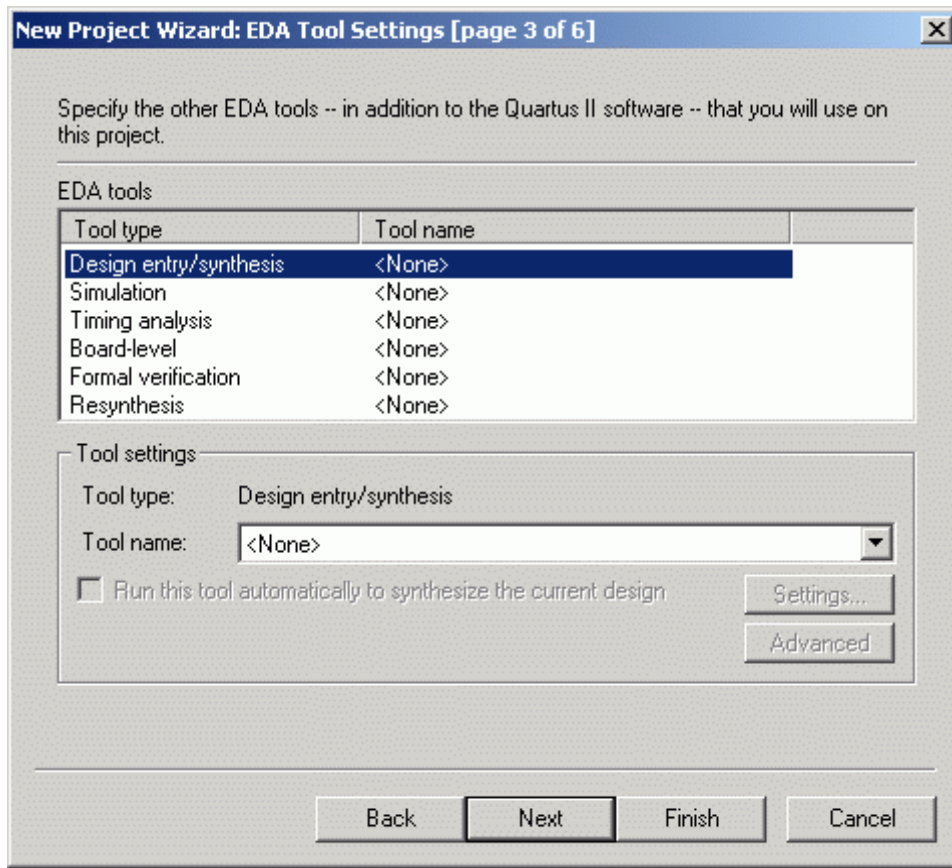 New Project Wizard: EDA Tool Settings [page 3 of 6]
Specify the other EDA tools -- in addition to the Quartus II software -- that you will use on
this project.
EDA tools
Tool type Tool name
Design entry/synthesis <None>
Simulation <None>
Timing analysis <None>
Board-level <None>
Formal verification <None>
Resynthesis <None>
Tool settings
Tool type: Design entry/synthesis
Tool name: <None>
Run this tool automatically to synthesize the current design Settings...
Advanced
Back Next Finish Cancel